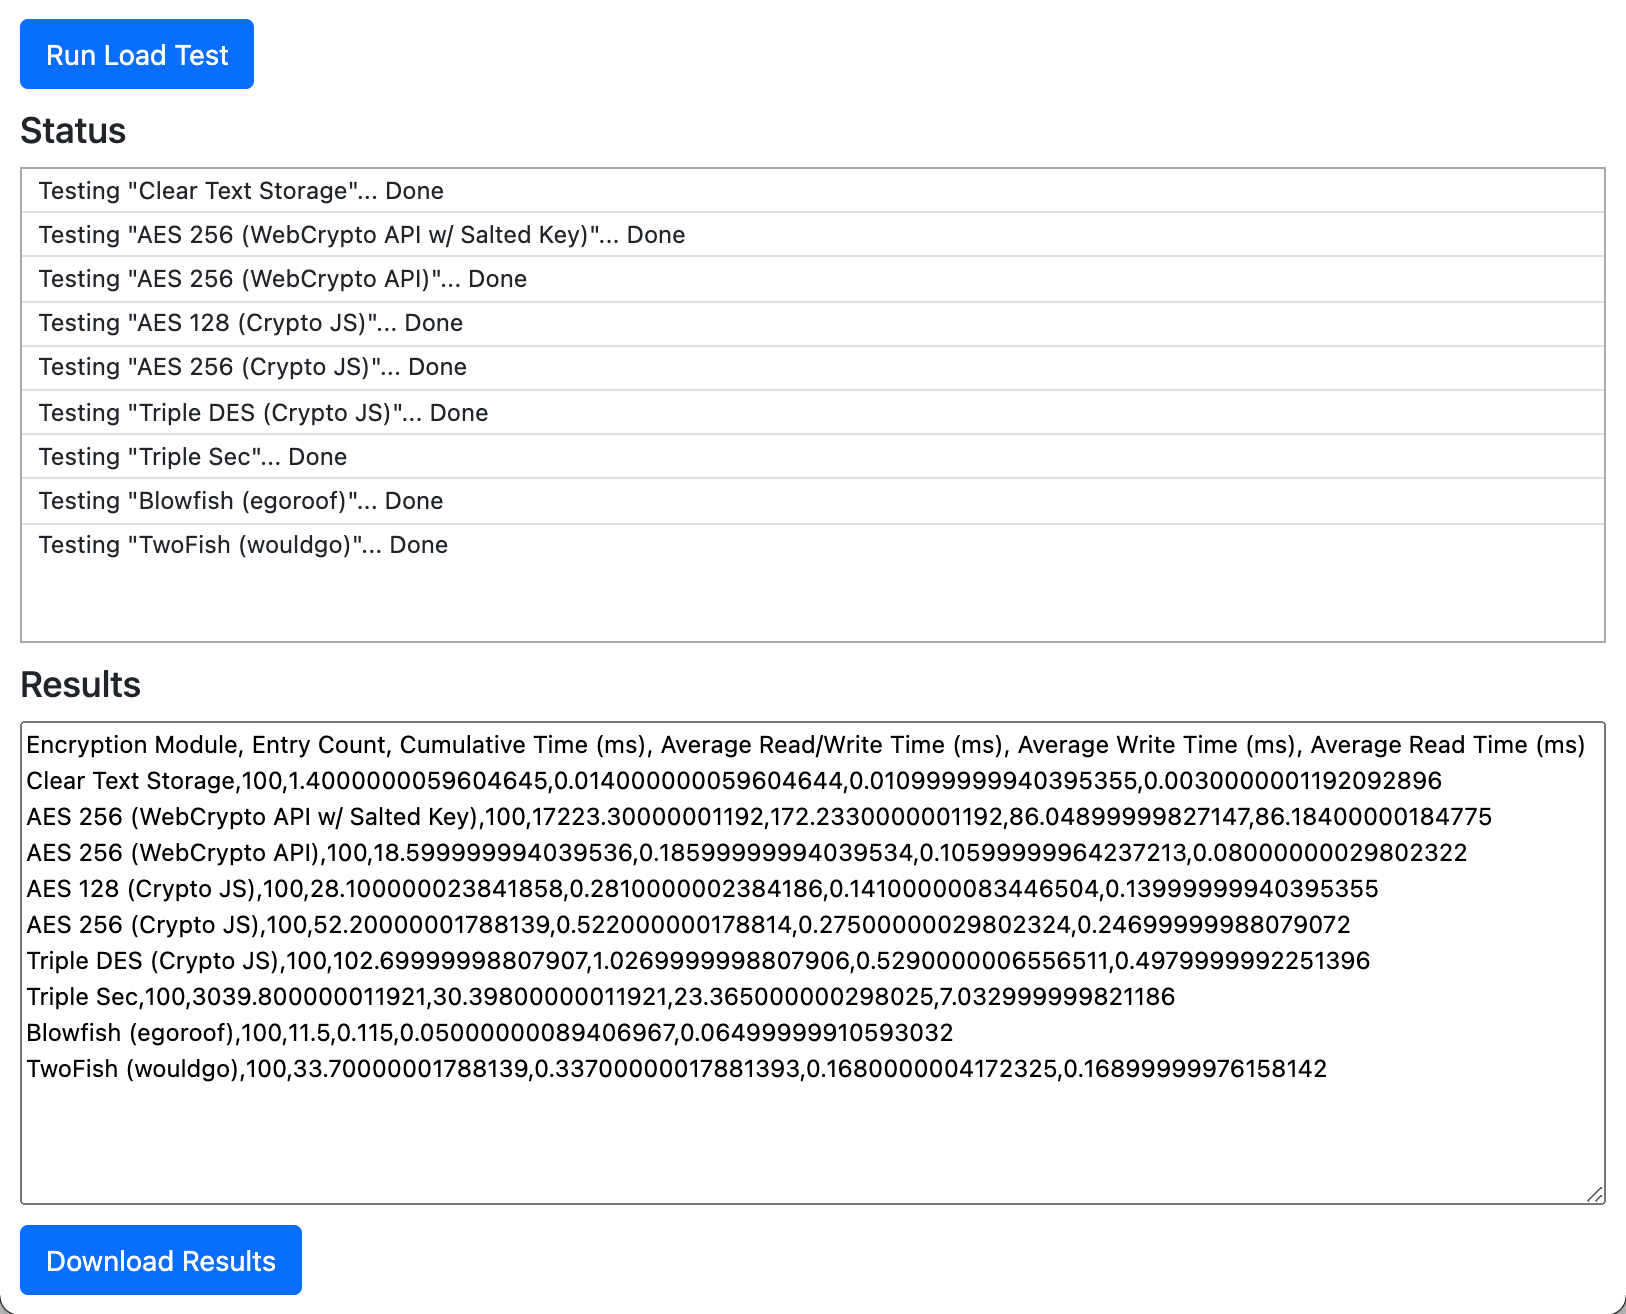 Run Load Test
Status
Testing "Clear Text Storage"... Done
Testing "AES 256 (WebCrypto API w/ Salted Key)"... Done
Testing "AES 256 (WebCrypto API)"... Done
Testing "AES 128 (Crypto JS)"... Done
Testing "AES 256 (Crypto JS)"... Done
Testing "Triple DES (Crypto JS)"... Done
Testing "Triple Sec"... Done
Testing "Blowfish (egoroof)"... Done
Testing "TwoFish (wouldgo)"... Done
Results
Encryption Module, Entry Count, Cumulative Time (ms), Average Read/Write Time (ms), Average Write Time (ms), Average Read Time (ms)
Clear Text Storage,100,1.4000000059604645,0.014000000059604644,0.010999999940395355,0.0030000001192092896
AES 256 (WebCrypto API w/ Salted Key),100,17223.30000001192,172.2330000001192,86.04899999827147,86.18400000184775
AES 256 (WebCrypto API),100,18.599999994039536,0.18599999994039534,0.10599999964237213,0.08000000029802322
AES 128 (Crypto JS),100,28.100000023841858,0.2810000002384186,0.14100000083446504,0.13999999940395355
AES 256 (Crypto JS),100,52.20000001788139,0.522000000178814,0.27500000029802324,0.24699999988079072
Triple DES (Crypto JS),100,102.69999998807907,1.0269999998807906,0.5290000006556511,0.4979999992251396
Triple Sec,100,3039.800000011921,30.39800000011921,23.365000000298025,7.032999999821186
Blowfish (egoroof),100,11.5,0.115,0.05000000089406967,0.06499999910593032
TwoFish (wouldgo),100,33.70000001788139,0.33700000017881393,0.1680000004172325,0.16899999976158142
Download Results